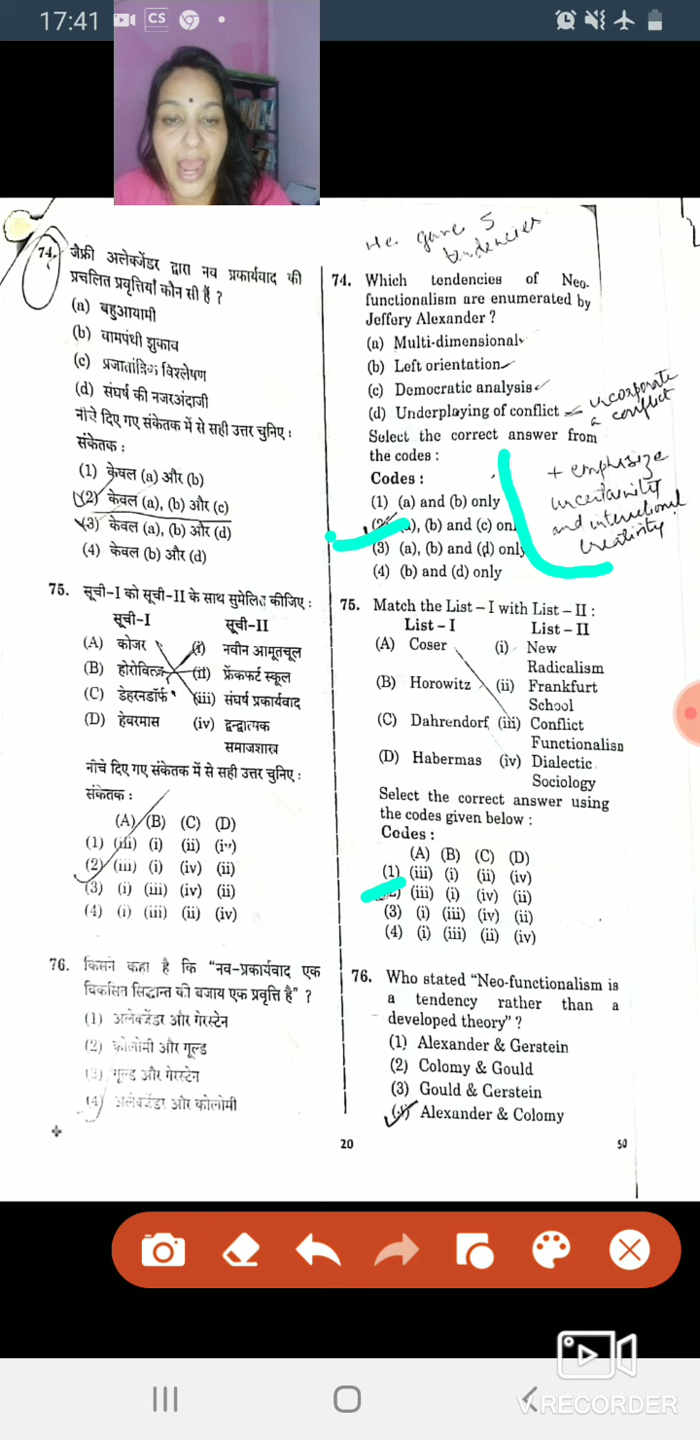 17:41
CS
He gave 5
tendencies
74. जैफ्री अलेक्जेंडर द्वारा नव प्रकार्यवाद की
प्रचलित प्रवृत्तियाँ कौन सी हैं ?
(a) बहुआयामी
(b) वामपंथी झुकाव
(c) प्रजातांत्रिक विश्लेषण
(d) संघर्ष की नजरअंदाजी
नीचे दिए गए संकेतक में से सही उत्तर चुनिए :
संकेतक :
(1) केवल (a) और (b)
(2) केवल (a), (b) और (c)
(3) केवल (a), (b) और (d)
(4) केवल (b) और (d)
75. सूची-I को सूची-II के साथ सुमेलित कीजिए :
सूची-I सूची-II
(A) कोजर (i) नवीन आमूतचूल
(B) होरोवित्ज़ (ii) फ्रेंकफर्ट स्कूल
(C) डेहरनडॉर्फ (iii) संघर्ष प्रकार्यवाद
(D) हेबरमास (iv) द्वन्द्वात्यक
समाजशास्त्र
नीचे दिए गए संकेतक में से सही उत्तर चुनिए :
संकेतक :
(A) (B) (C) (D)
(1) (iii) (i) (ii) (iv)
(2) (iii) (i) (iv) (ii)
(3) (i) (iii) (iv) (ii)
(4) (i) (iii) (ii) (iv)
76. किसने कहा है कि "नव-प्रकार्यवाद एक
विकसित सिद्धान्त की बजाय एक प्रवृत्ति है" ?
(1) अलेक्जेंडर और गेरस्टेन
(2) कोलोमी और गूल्ड
(3) गूल्ड और गेरस्टेन
(4) अलेक्जेंडर और कोलोमी
74. Which tendencies of Neo-
functionalism are enumerated by
Jeffory Alexander ?
(a) Multi-dimensional
(b) Left orientation
(c) Democratic analysis
(d) Underplaying of conflict
incorporate
a conflict
Select the correct answer from
the codes :
Codes :
(1) (a) and (b) only
(b) and (c) onl
(3) (a), (b) and (d) only
(4) (b) and (d) only
+ emphasize
uncertainity
and interactional
creativity
75. Match the List – I with List – II :
List – I List – II
(A) Coser (i) New
Radicalism
(B) Horowitz (ii) Frankfurt
School
(C) Dahrendorf (iii) Conflict
Functionalisn
(D) Habermas (iv) Dialectic
Sociology
Select the correct answer using
the codes given below :
Codes :
(A) (B) (C) (D)
(1) (iii) (i) (ii) (iv)
(iii) (i) (iv) (ii)
(3) (i) (iii) (iv) (ii)
(4) (i) (iii) (ii) (iv)
76. Who stated "Neo-functionalism is
a tendency rather than a
developed theory" ?
(1) Alexander & Gerstein
(2) Colomy & Gould
(3) Gould & Gerstein
(4) Alexander & Colomy
20
50
V.RECORDER